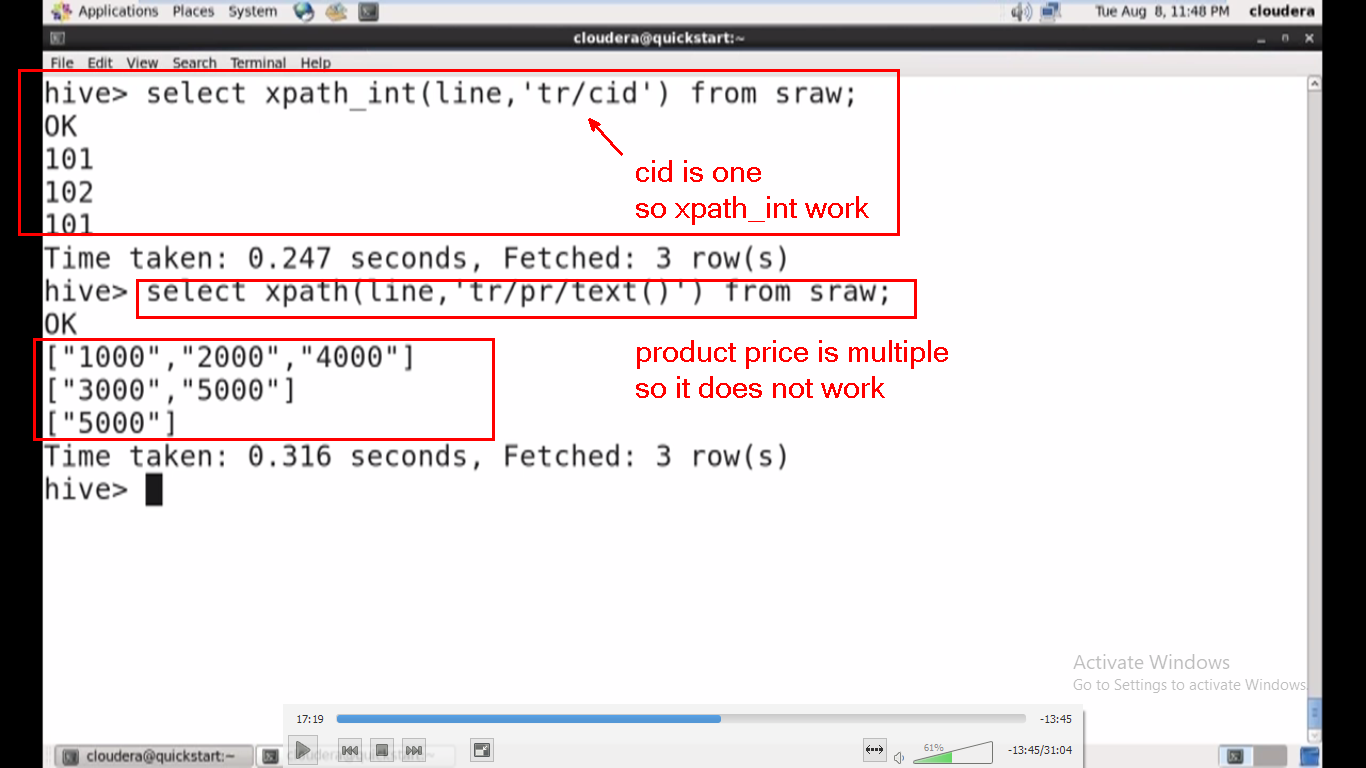 Applications Places System
Tue Aug 8, 11:48 PM cloudera
cloudera@quickstart:~
File Edit View Search Terminal Help
hive> select xpath_int(line,'tr/cid') from sraw;
OK
101
102
101
cid is one
so xpath_int work
Time taken: 0.247 seconds, Fetched: 3 row(s)
hive> select xpath(line,'tr/pr/text()') from sraw;
OK
["1000","2000","4000"]
["3000","5000"]
["5000"]
product price is multiple
so it does not work
Time taken: 0.316 seconds, Fetched: 3 row(s)
hive>
Activate Windows
Go to Settings to activate Windows.
17:19
-13:45
61%
-13:45/31:04
cloudera@quickstart:~
cloudera@quickstart:~